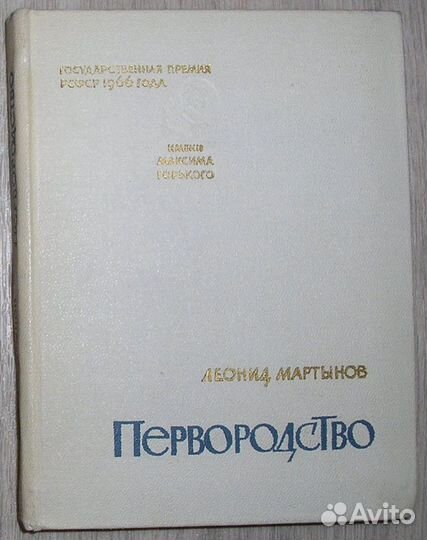 ГОСУДАРСТВЕННАЯ ПРЕМИЯ
РСФСР 1966 ГОДА
ИМЕНИ
МАКСИМА
ГОРЬКОГО
ЛЕОНИД МАРТЫНОВ
ПЕРВОРОДСТВО
Avito